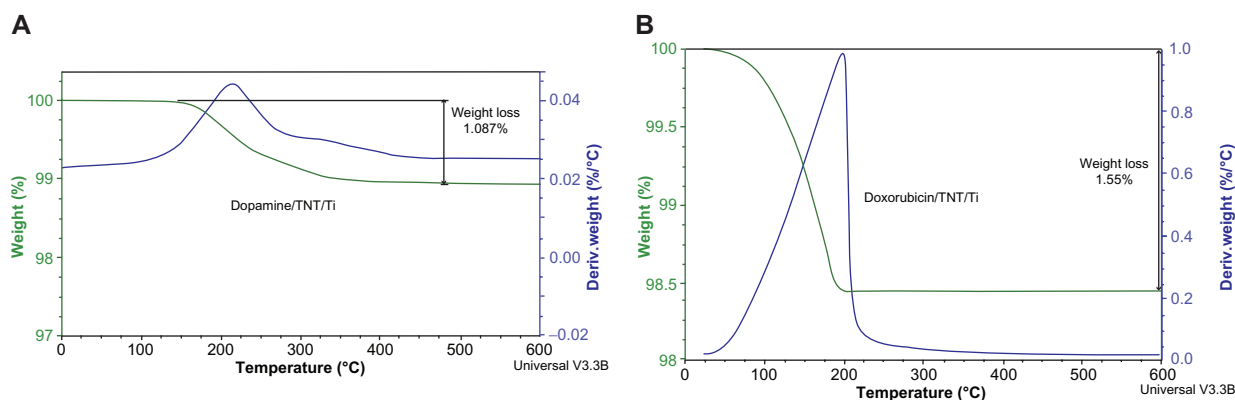 A
100
99
98
97
Weight (%)
0.04
0.02
0.00
–0.02
Deriv.weight (%/°C)
Weight loss
1.087%
Dopamine/TNT/Ti
0 100 200 300 400 500 600
Temperature (°C)
Universal V3.3B
B
100
99.5
99
98.5
98
Weight (%)
1.0
0.8
0.6
0.4
0.2
0.0
Deriv.weight (%/°C)
Weight loss
1.55%
Doxorubicin/TNT/Ti
0 100 200 300 400 500 600
Temperature (°C)
Universal V3.3B